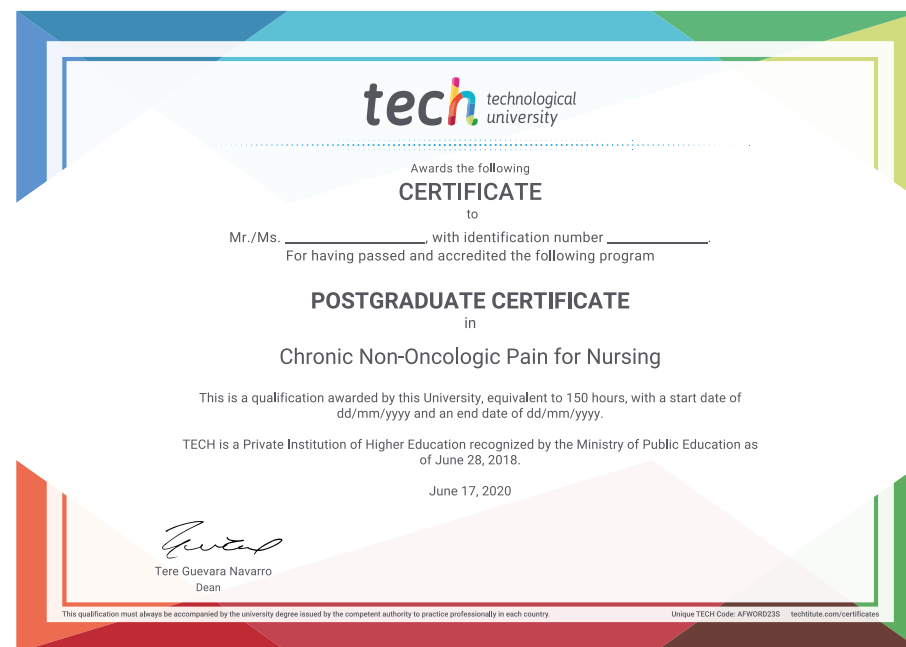 tech technological
university
Awards the following
CERTIFICATE
to
Mr./Ms. ____________________, with identification number ______________.
For having passed and accredited the following program
POSTGRADUATE CERTIFICATE
in
Chronic Non-Oncologic Pain for Nursing
This is a qualification awarded by this University, equivalent to 150 hours, with a start date of
dd/mm/yyyy and an end date of dd/mm/yyyy.
TECH is a Private Institution of Higher Education recognized by the Ministry of Public Education as
of June 28, 2018.
June 17, 2020
Tere Guevara Navarro
Dean
This qualification must always be accompanied by the university degree issued by the competent authority to practice professionally in each country. Unique TECH Code: AFWORD23S techtitute.com/certificates